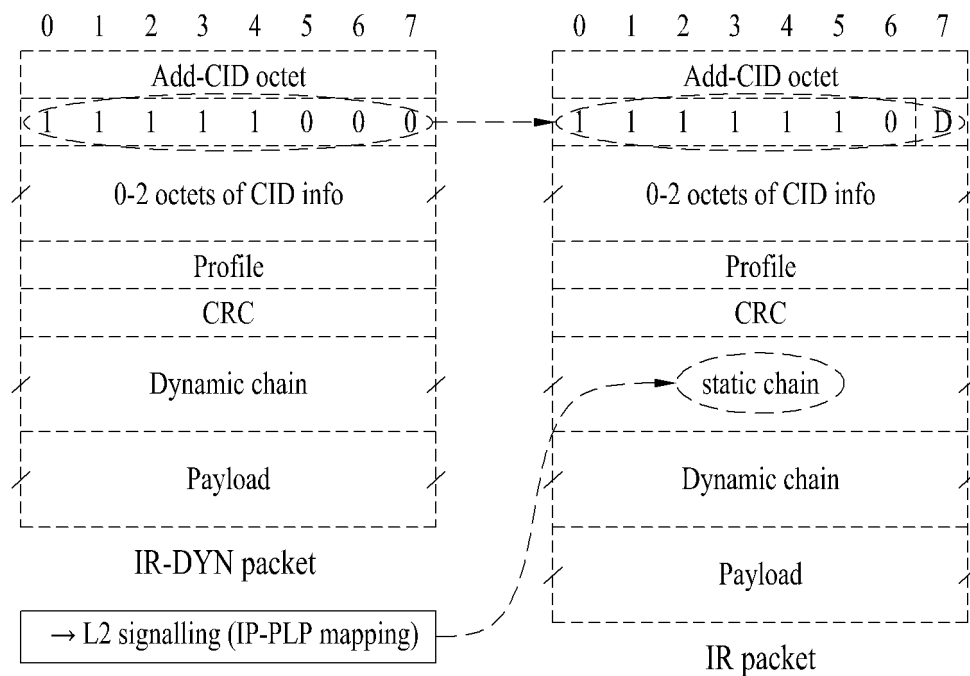 0 1 2 3 4 5 6 7
Add-CID octet
1 1 1 1 1 0 0 0
0-2 octets of CID info
Profile
CRC
Dynamic chain
Payload
IR-DYN packet
→ L2 signalling (IP-PLP mapping)
0 1 2 3 4 5 6 7
Add-CID octet
1 1 1 1 1 1 0 D
0-2 octets of CID info
Profile
CRC
static chain
Dynamic chain
Payload
IR packet